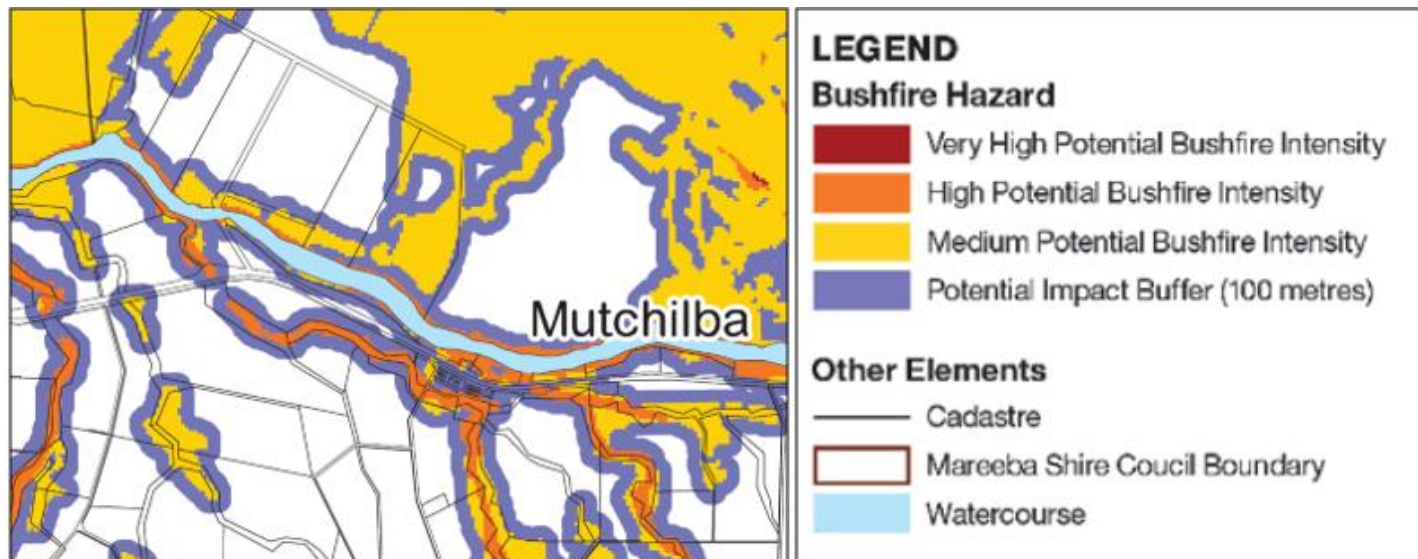 Mutchilba
LEGEND
Bushfire Hazard
Very High Potential Bushfire Intensity
High Potential Bushfire Intensity
Medium Potential Bushfire Intensity
Potential Impact Buffer (100 metres)
Other Elements
Cadastre
Mareeba Shire Coucil Boundary
Watercourse